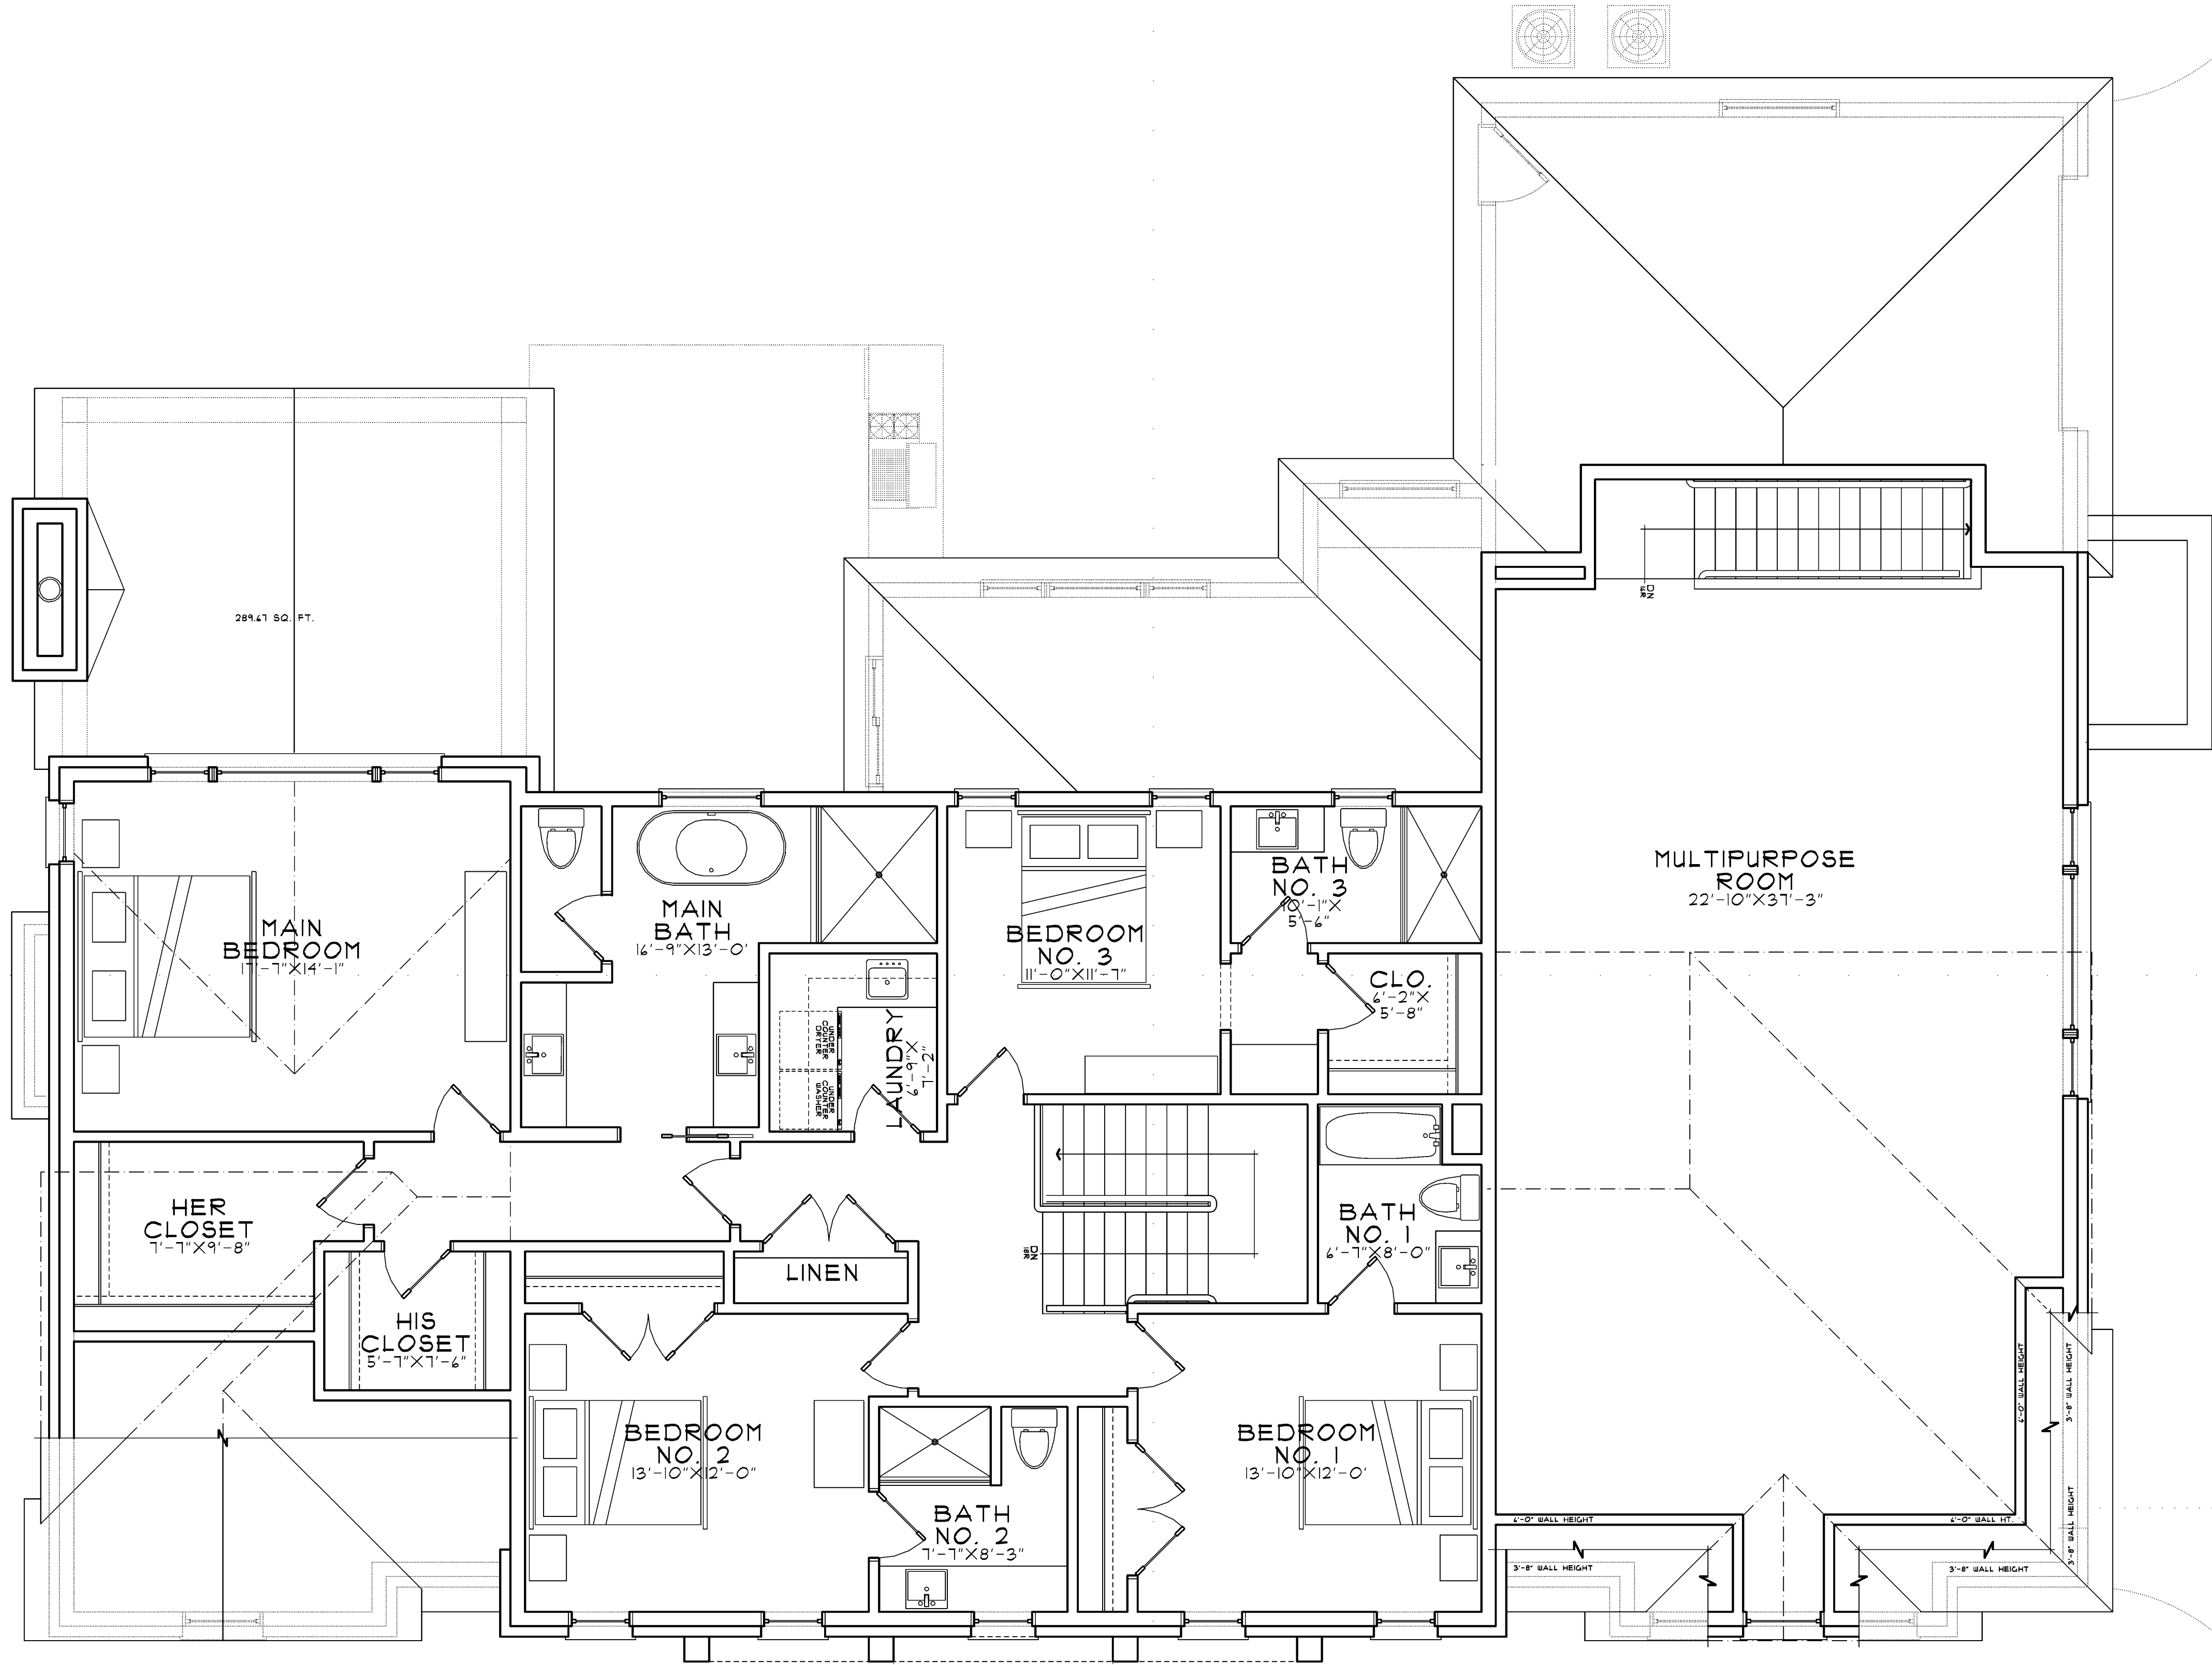 289.67 SQ. FT.
DN
MULTIPURPOSE
ROOM
22'-10"X37'-3"
BATH
NO. 3
10'-1"X
5'-6"
MAIN
BATH
16'-9"X13'-0'
MAIN
BEDROOM
17'-7"X14'-1"
BEDROOM
NO. 3
11'-0"X11'-7"
CLO.
6'-2"X
5'-8"
LAUNDRY
6'-9"X
7'-2"
UNDER
COUNTER
DRYER
UNDER
COUNTER
WASHER
HER
CLOSET
7'-7"X9'-8"
BATH
NO. 1
6'-7"X8'-0"
DN
18R
LINEN
HIS
CLOSET
5'-7"X7'-6"
6'-0" WALL HEIGHT
3'-8" WALL HEIGHT
BEDROOM
NO. 2
13'-10"X12'-0"
BEDROOM
NO. 1
13'-10"X12'-0'
BATH
NO. 2
7'-7"X8'-3"
6'-0" WALL HEIGHT
6'-0" WALL HT.
3'-8" WALL HEIGHT
3'-8" WALL HEIGHT
3'-8" WALL HEIGHT